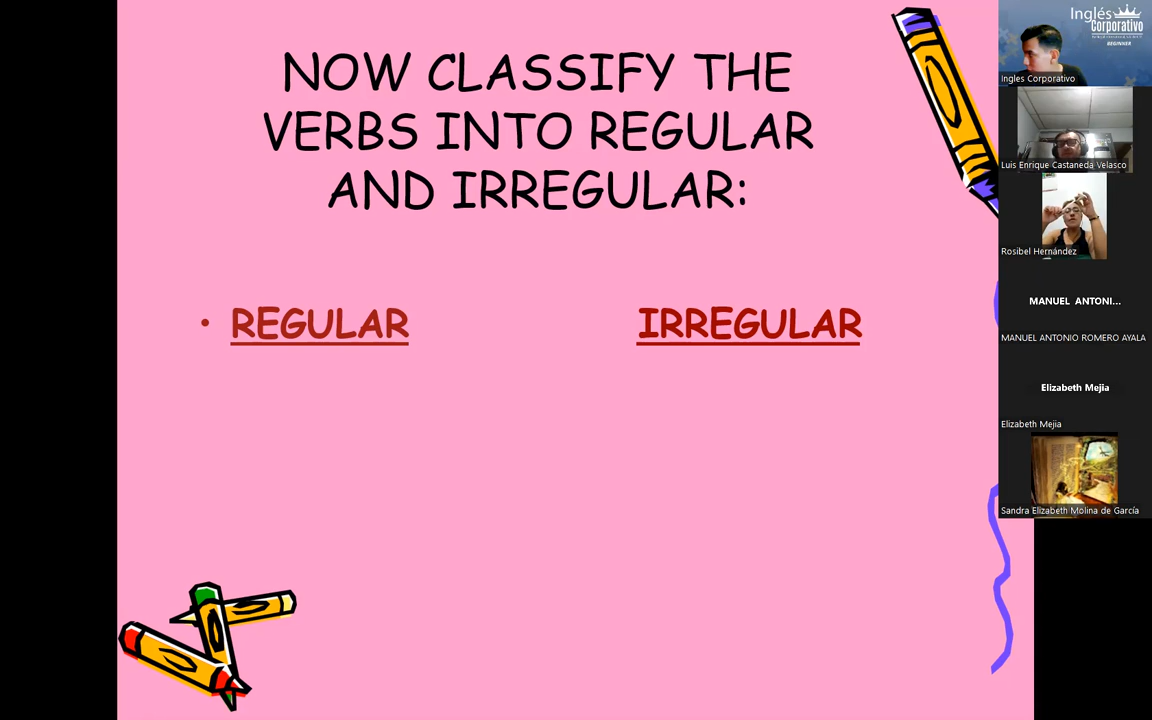 NOW CLASSIFY THE
VERBS INTO REGULAR
AND IRREGULAR:
• REGULAR
IRREGULAR
Inglés
Corporativo
BEGINNER
Ingles Corporativo
Luis Enrique Castaneda Velasco
Rosibel Hernández
MANUEL ANTONI...
MANUEL ANTONIO ROMERO AYALA
Elizabeth Mejia
Elizabeth Mejia
Sandra Elizabeth Molina de García